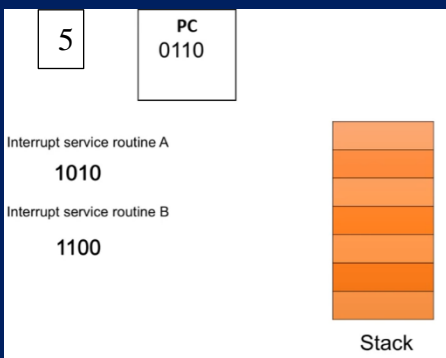 5
PC
0110
Interrupt service routine A
1010
Interrupt service routine B
1100
Stack